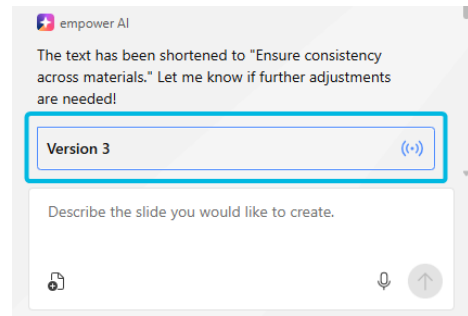 empower AI
The text has been shortened to "Ensure consistency
across materials." Let me know if further adjustments
are needed!
Version 3
Describe the slide you would like to create.